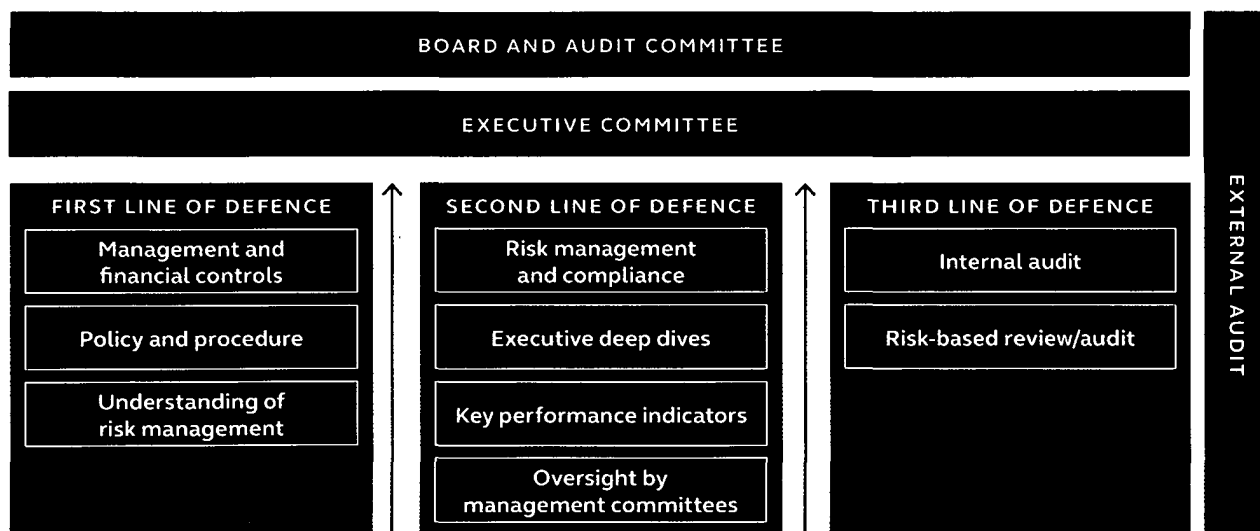 BOARD AND AUDIT COMMITTEE
EXECUTIVE COMMITTEE
FIRST LINE OF DEFENCE
Management and
financial controls
Policy and procedure
Understanding of
risk management
SECOND LINE OF DEFENCE
Risk management
and compliance
Executive deep dives
Key performance indicators
Oversight by
management committees
THIRD LINE OF DEFENCE
Internal audit
Risk-based review/audit
EXTERNAL AUDIT